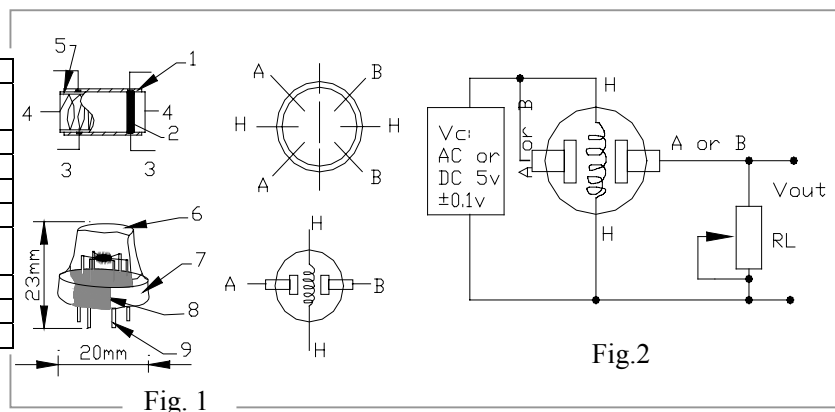 5
1
4
4
2
3
3
6
7
8
9
23mm
20mm
Fig. 1
A
B
H
H
A
B
H
A
B
H
H
Vc:
AC or
DC 5v
±0.1v
A or B
A or B
H
Vout
RL
Fig.2